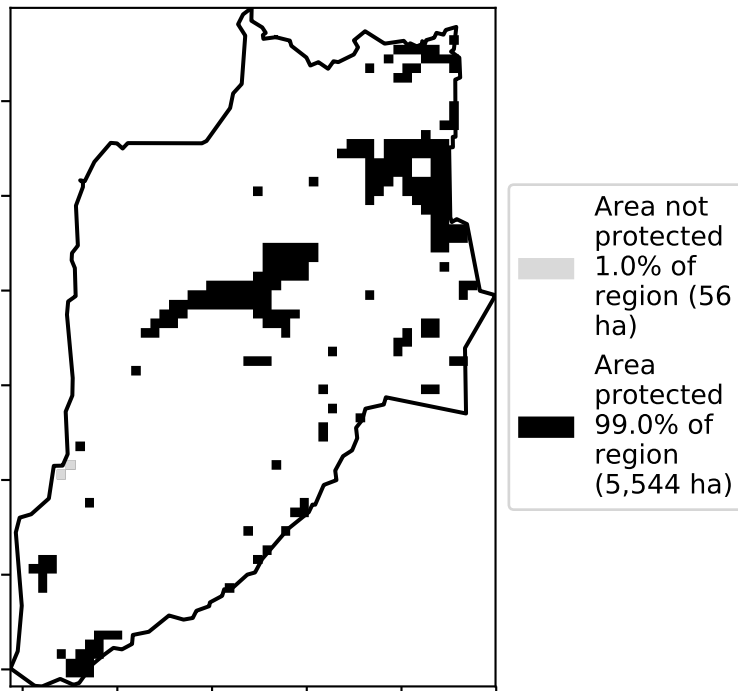 Area not
protected
1.0% of
region (56
ha)
Area
protected
99.0% of
region
(5,544 ha)